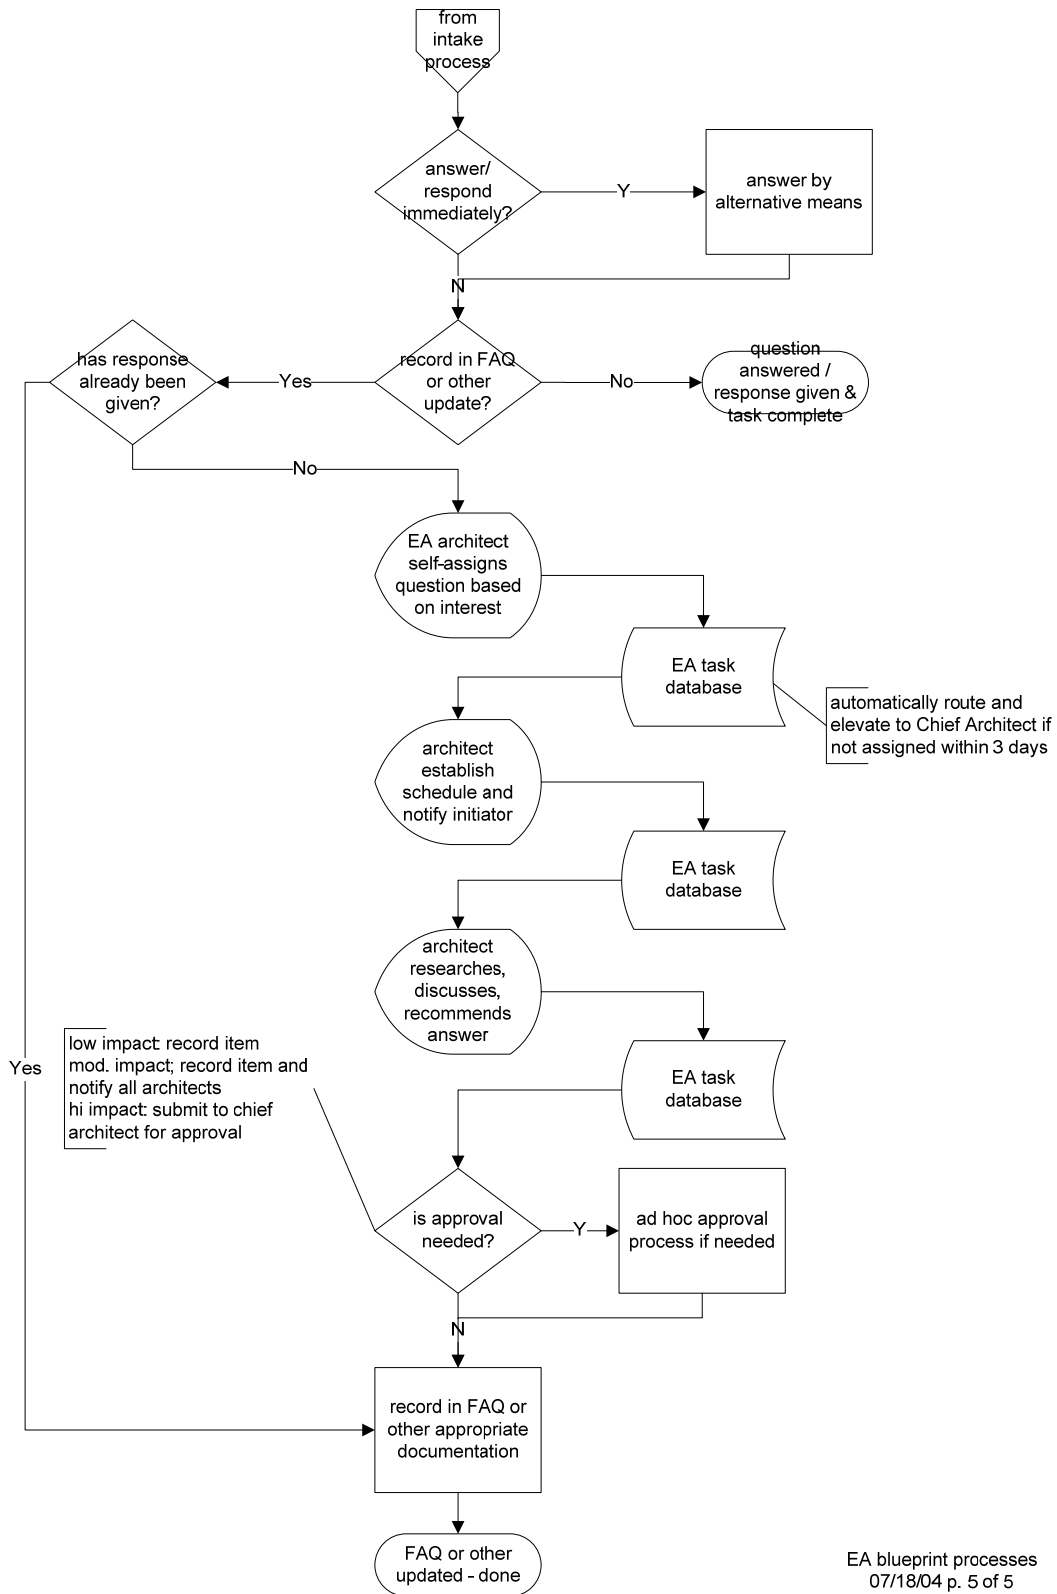 from
intake
process
answer/
respond
immediately?
Y
answer by
alternative means
N
has response
already been
given?
Yes
record in FAQ
or other
update?
No
question
answered /
response given &
task complete
No
EA architect
self-assigns
question based
on interest
EA task
database
automatically route and
elevate to Chief Architect if
not assigned within 3 days
architect
establish
schedule and
notify initiator
EA task
database
architect
researches,
discusses,
recommends
answer
Yes
low impact: record item
mod. impact; record item and
notify all architects
hi impact: submit to chief
architect for approval
EA task
database
is approval
needed?
Y
ad hoc approval
process if needed
N
record in FAQ or
other appropriate
documentation
FAQ or other
updated - done
EA blueprint processes
07/18/04 p. 5 of 5